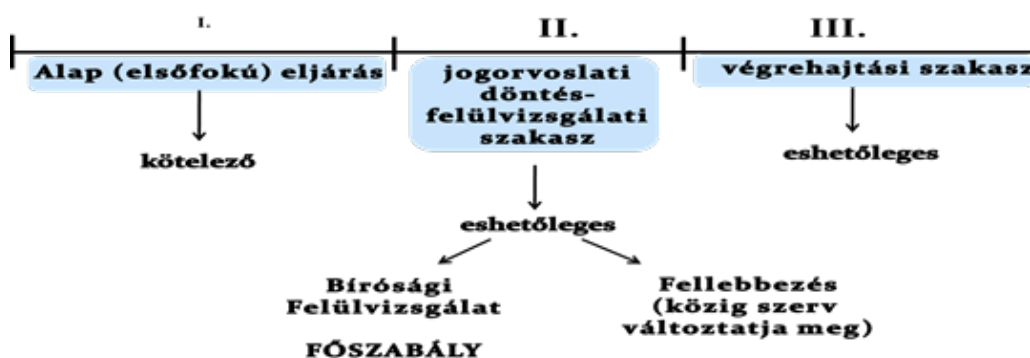 I.
II.
III.
Alap (elsőfokú) eljárás
jogorvoslati
döntés-
felülvizsgálati
szakasz
végrehajtási szakasz
kötelező
eshetőleges
eshetőleges
Bírósági
Felülvizsgálat
FŐSZABÁLY
Fellebbezés
(közig szerv
változtatja meg)